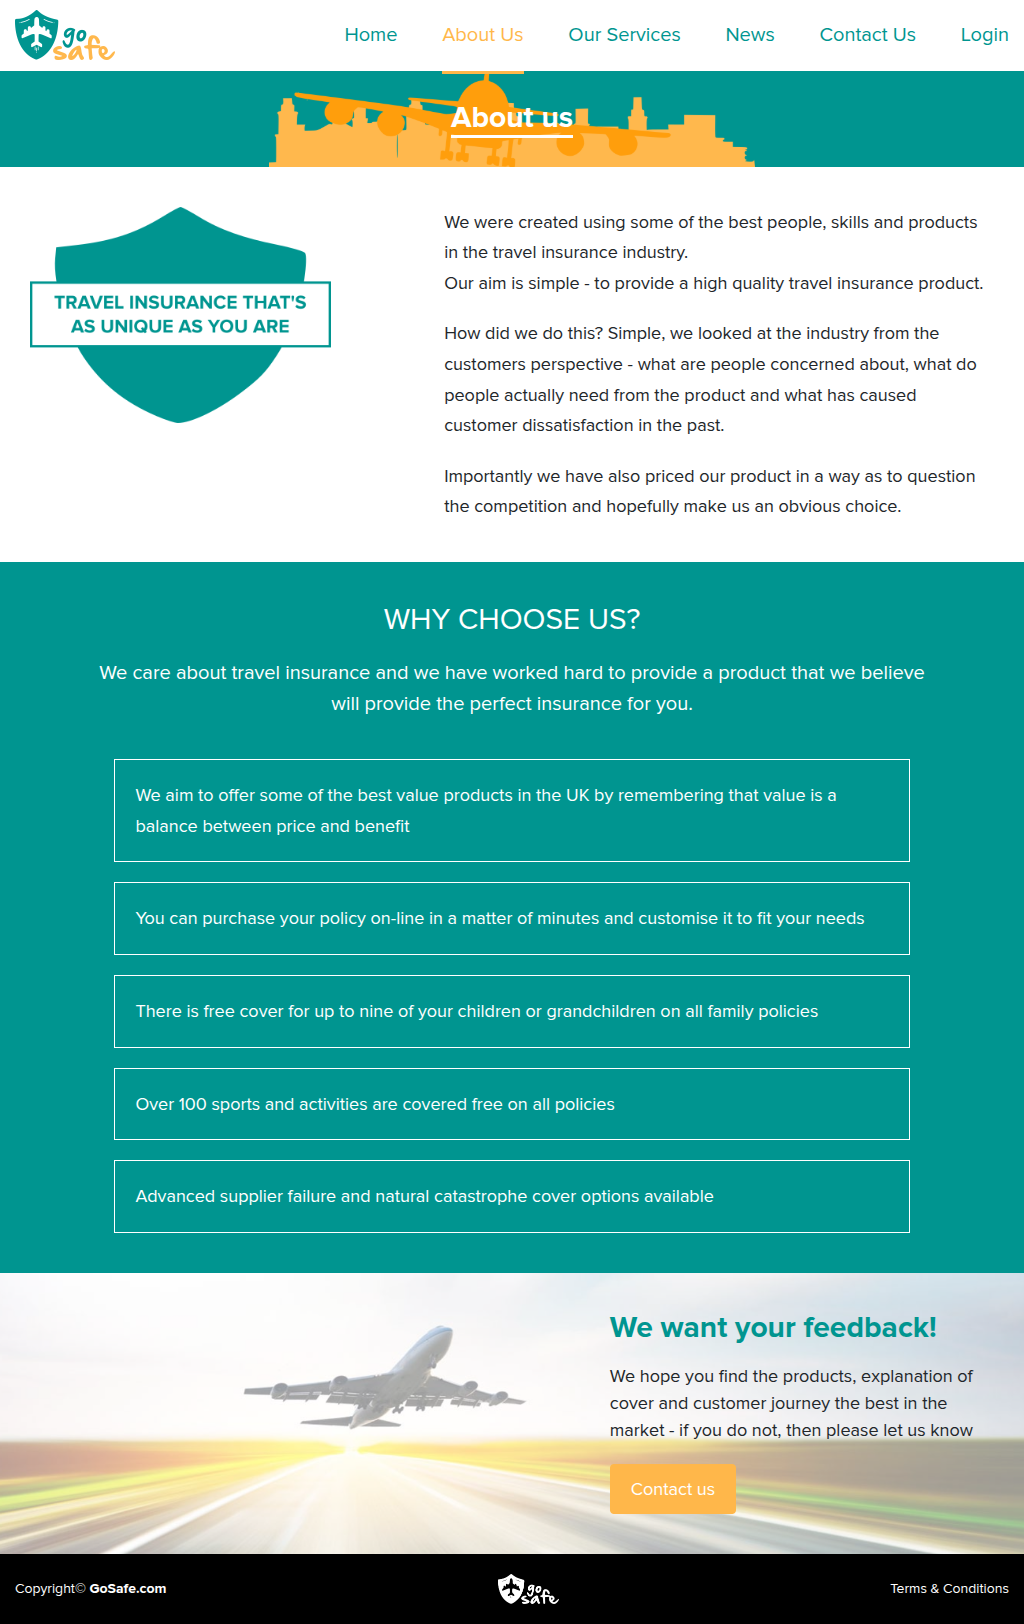 go safe
Home About Us Our Services News Contact Us Login
About us
TRAVEL INSURANCE THAT'S
AS UNIQUE AS YOU ARE
We were created using some of the best people, skills and products
in the travel insurance industry.
Our aim is simple - to provide a high quality travel insurance product.
How did we do this? Simple, we looked at the industry from the
customers perspective - what are people concerned about, what do
people actually need from the product and what has caused
customer dissatisfaction in the past.
Importantly we have also priced our product in a way as to question
the competition and hopefully make us an obvious choice.
WHY CHOOSE US?
We care about travel insurance and we have worked hard to provide a product that we believe
will provide the perfect insurance for you.
We aim to offer some of the best value products in the UK by remembering that value is a
balance between price and benefit
You can purchase your policy on-line in a matter of minutes and customise it to fit your needs
There is free cover for up to nine of your children or grandchildren on all family policies
Over 100 sports and activities are covered free on all policies
Advanced supplier failure and natural catastrophe cover options available
We want your feedback!
We hope you find the products, explanation of
cover and customer journey the best in the
market - if you do not, then please let us know
Contact us
Copyright© GoSafe.com
go safe
Terms & Conditions